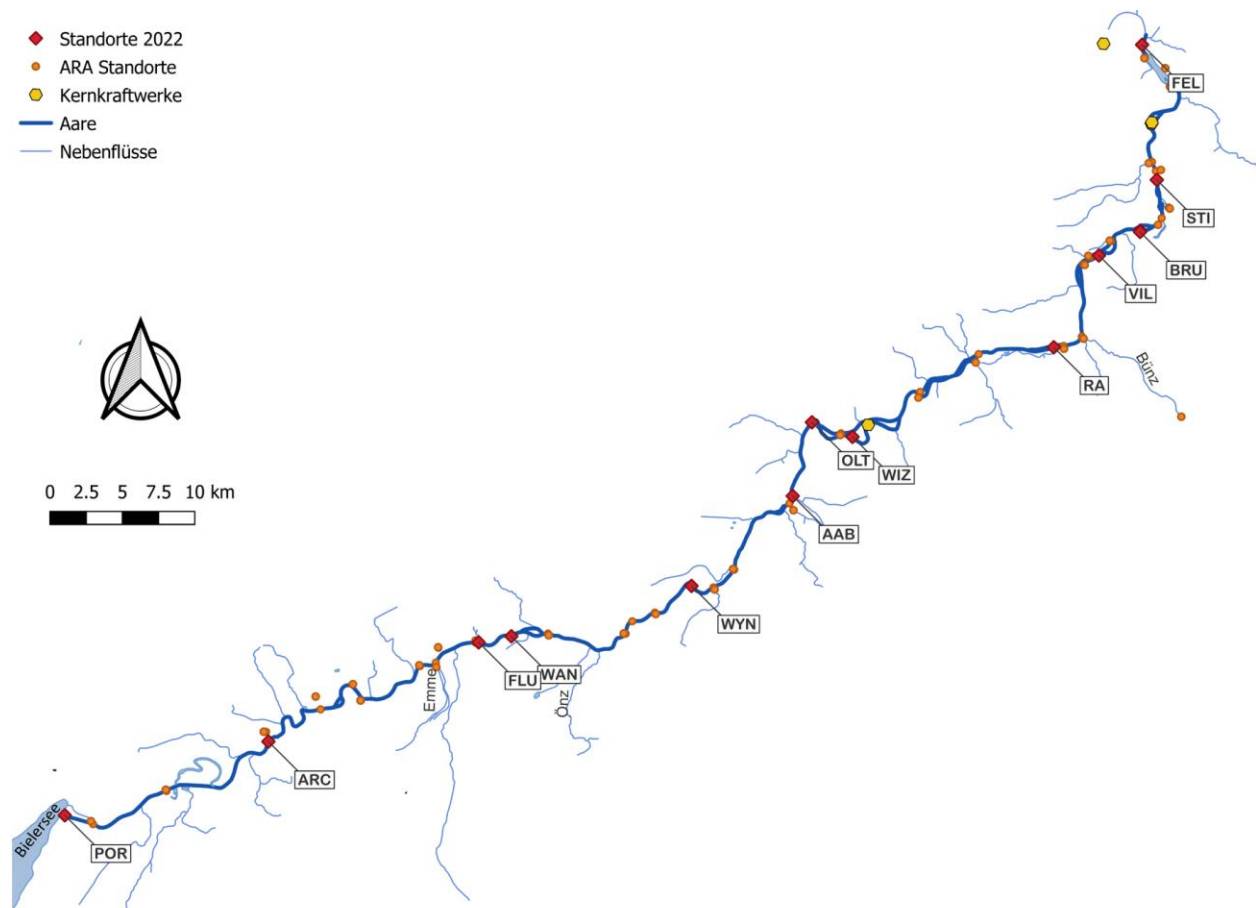 Standorte 2022
ARA Standorte
Kernkraftwerke
Aare
Nebenflüsse
FEL
STI
BRU
VIL
RA
Bünz
OLT
WIZ
AAB
0 2.5 5 7.5 10 km
WYN
FLU
WAN
Emme
Önz
ARC
Bielersee
POR